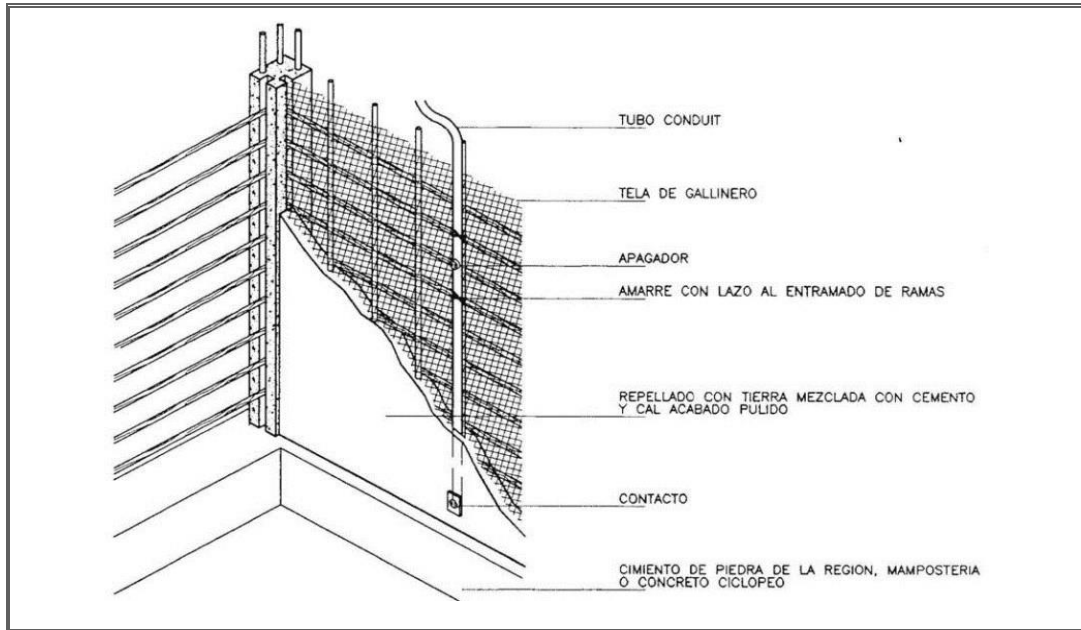 TUBO CONDUIT
TELA DE GALLINERO
APAGADOR
AMARRE CON LAZO AL ENTRAMADO DE RAMAS
REPELLADO CON TIERRA MEZCLADA CON CEMENTO
Y CAL ACABADO PULIDO
CONTACTO
CIMIENTO DE PIEDRA DE LA REGION, MAMPOSTERIA
O CONCRETO CICLOPEO